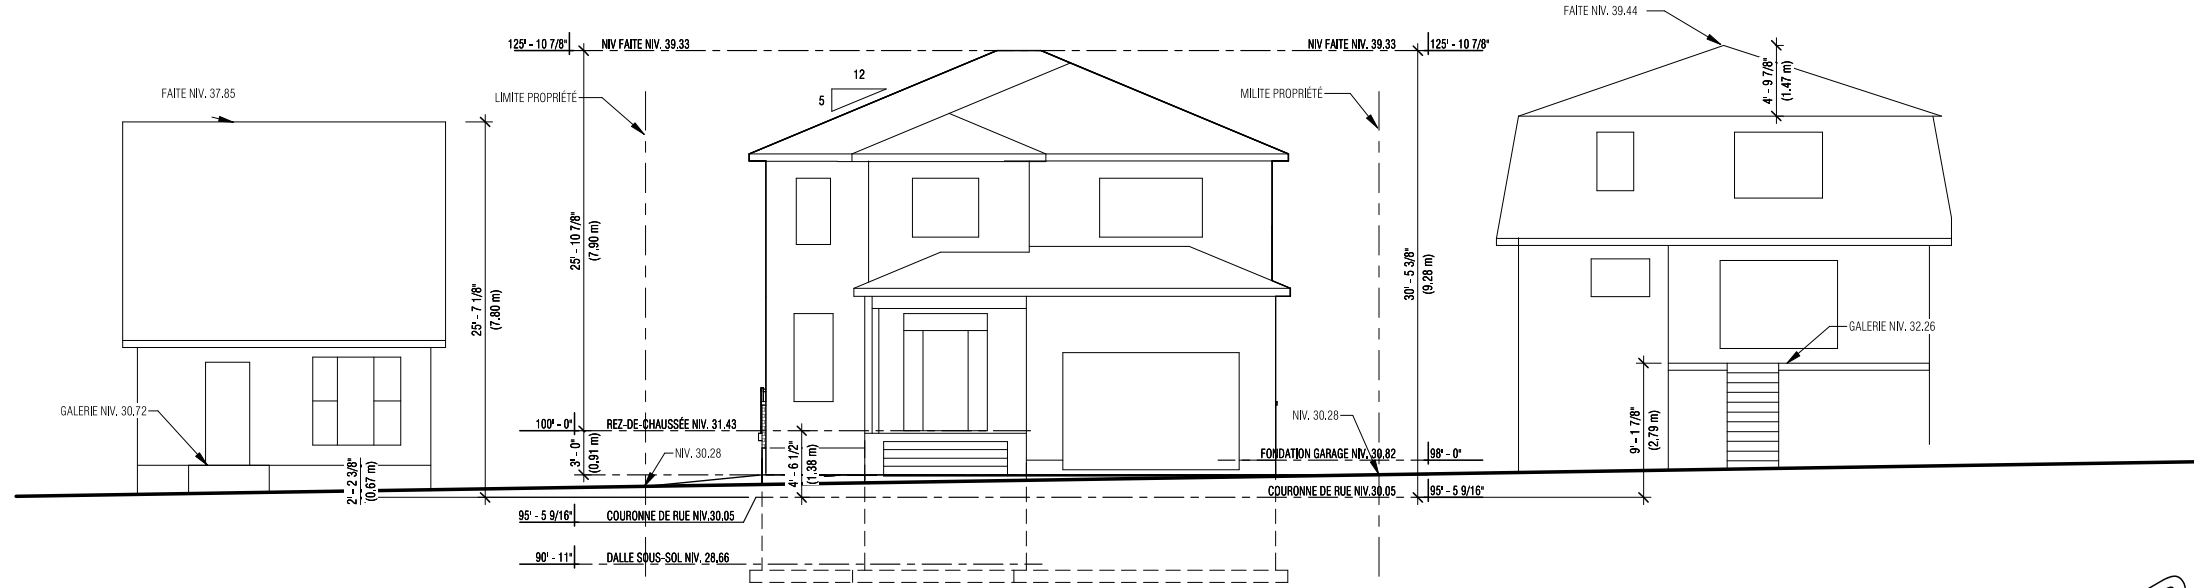 FAITE NIV. 39.44
125' - 10 7/8"
NIV FAITE NIV. 39.33
NIV FAITE NIV. 39.33
125' - 10 7/8"
12
5
4' - 9 7/8"
(1.47 m)
FAITE NIV. 37.85
LIMITE PROPRIÉTÉ
MILITE PROPRIÉTÉ
25' - 10 7/8"
(7.90 m)
30' - 5 3/8"
(9.28 m)
25' - 7 1/8"
(7.80 m)
GALERIE NIV. 32.26
GALERIE NIV. 30.72
100' - 0"
REZ-DE-CHAUSSÉE NIV. 31.43
NIV. 30.28
9' - 1 7/8"
(2.79 m)
3' - 0"
(0.91 m)
NIV. 30.28
4' - 6 1/2"
(1.38 m)
FONDATION GARAGE NIV. 30.82
98' - 0"
2' - 2 3/8"
(0.67 m)
COURONNE DE RUE NIV.30.05
95' - 5 9/16"
95' - 5 9/16"
COURONNE DE RUE NIV.30.05
90' - 11"
DALLE SOUS-SOL NIV. 28.66